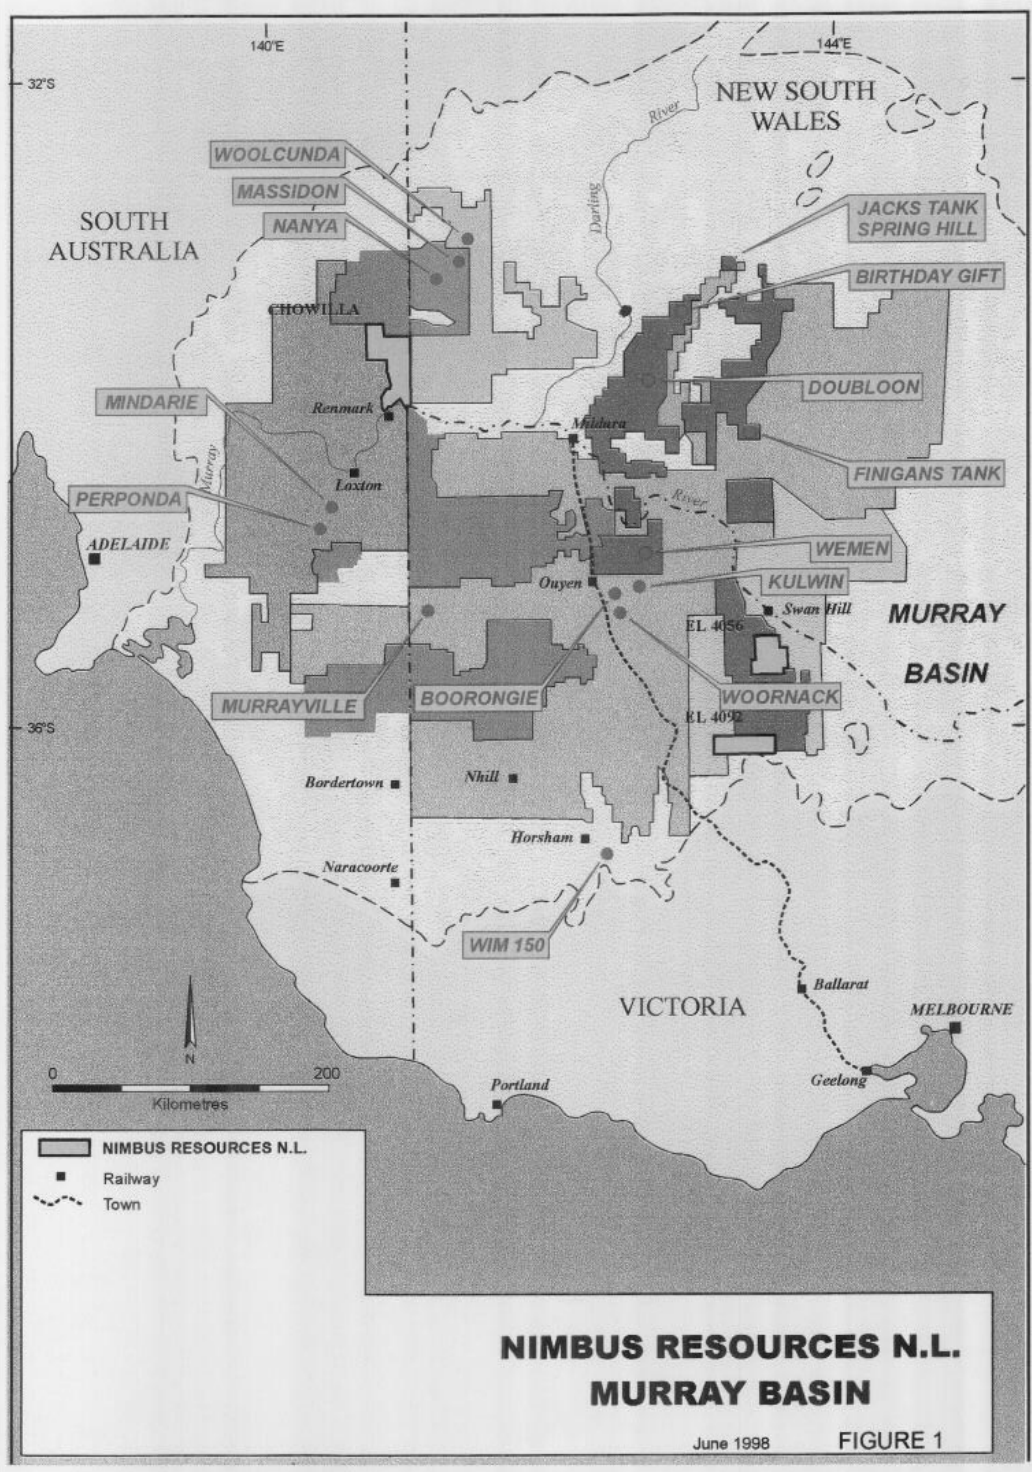 140°E
144°E
32°S
NEW SOUTH
WALES
River
WOOLCUNDA
MASSIDON
NANYA
SOUTH
AUSTRALIA
Darling
JACKS TANK
SPRING HILL
BIRTHDAY GIFT
CHOWILLA
DOUBLOON
MINDARIE
Renmark
Mildura
Murray
Loxton
FINIGANS TANK
PERPONDA
River
ADELAIDE
WEMEN
Ouyen
KULWIN
Swan Hill
MURRAY
BASIN
EL 4056
MURRAYVILLE
BOORONGIE
WOORNACK
EL 4092
36°S
Bordertown
Nhill
Horsham
Naracoorte
WIM 150
VICTORIA
Ballarat
MELBOURNE
N
0
200
Kilometres
Portland
Geelong
NIMBUS RESOURCES N.L.
Railway
Town
NIMBUS RESOURCES N.L.
MURRAY BASIN
June 1998
FIGURE 1